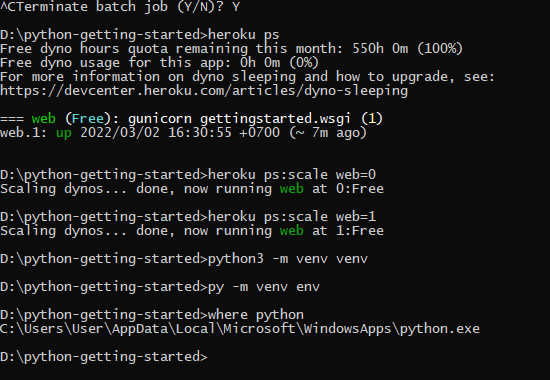 ^CTerminate batch job (Y/N)? Y
D:\python-getting-started>heroku ps
Free dyno hours quota remaining this month: 550h 0m (100%)
Free dyno usage for this app: 0h 0m (0%)
For more information on dyno sleeping and how to upgrade, see:
https://devcenter.heroku.com/articles/dyno-sleeping
=== web (Free): gunicorn gettingstarted.wsgi (1)
web.1: up 2022/03/02 16:30:55 +0700 (~ 7m ago)
D:\python-getting-started>heroku ps:scale web=0
Scaling dynos... done, now running web at 0:Free
D:\python-getting-started>heroku ps:scale web=1
Scaling dynos... done, now running web at 1:Free
D:\python-getting-started>python3 -m venv venv
D:\python-getting-started>py -m venv env
D:\python-getting-started>where python
C:\Users\User\AppData\Local\Microsoft\WindowsApps\python.exe
D:\python-getting-started>